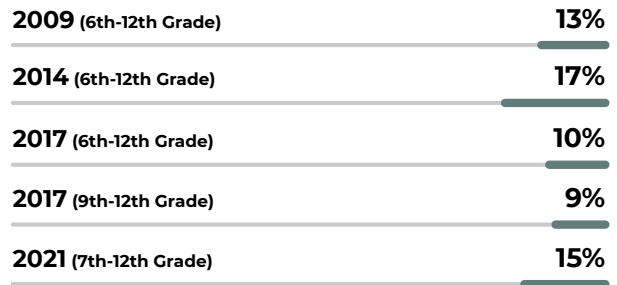 2009 (6th-12th Grade) 13%
2014 (6th-12th Grade) 17%
2017 (6th-12th Grade) 10%
2017 (9th-12th Grade) 9%
2021 (7th-12th Grade) 15%